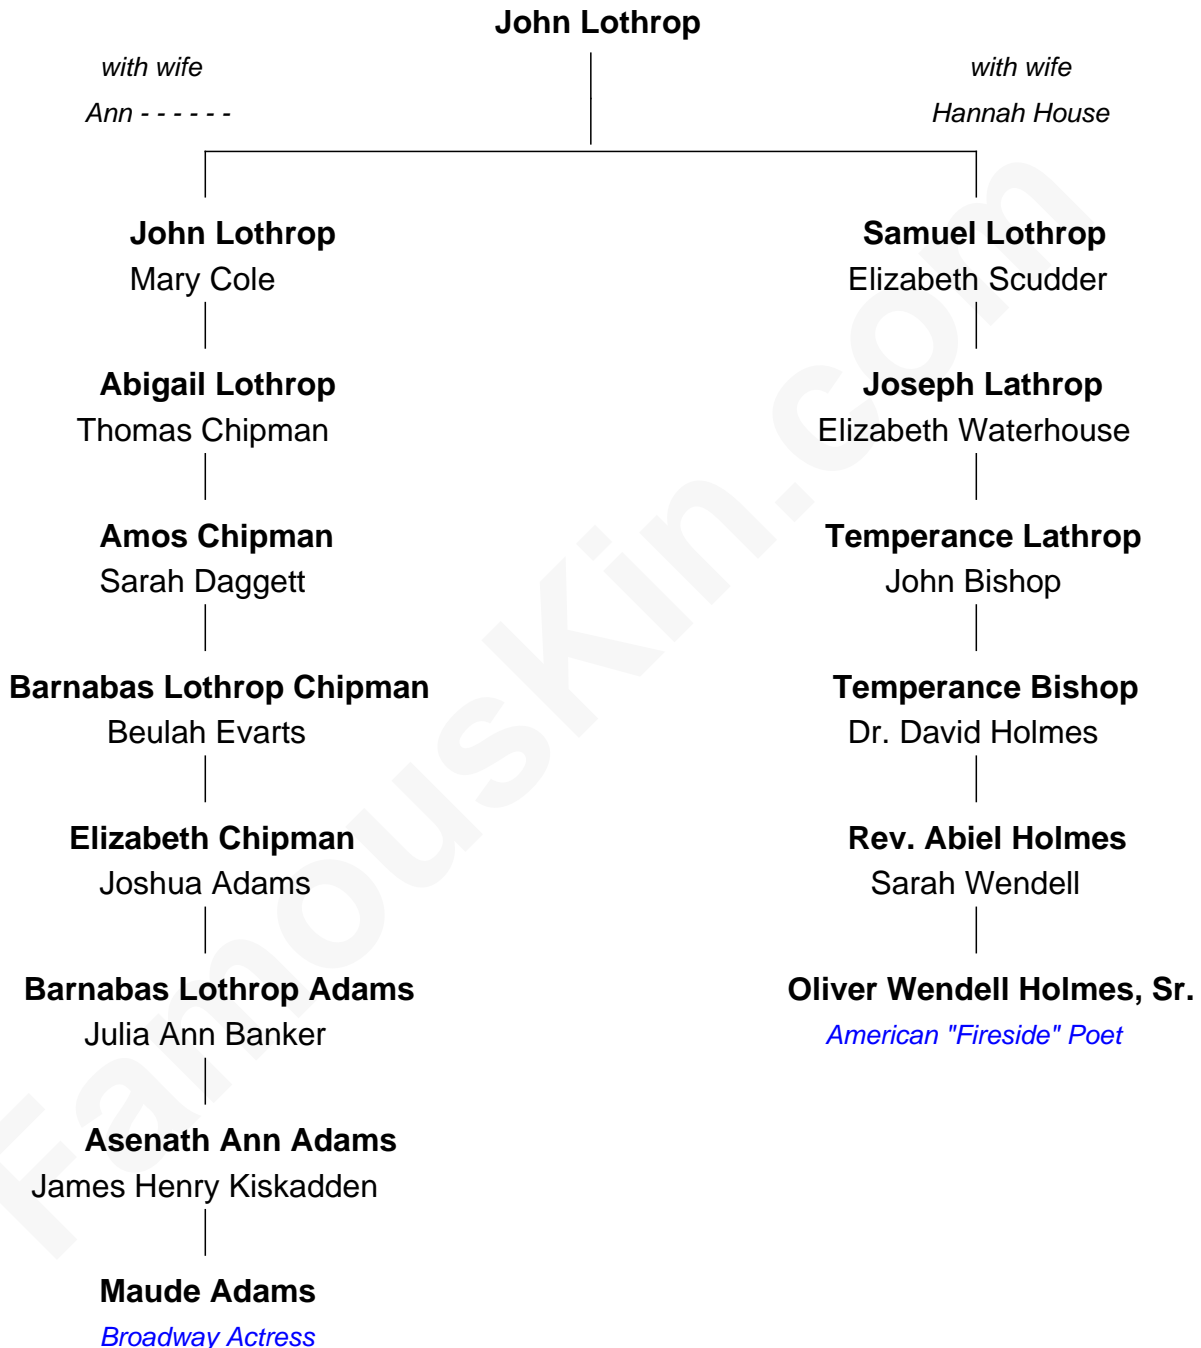 John Lothrop
with wife
Ann - - - - - -
with wife
Hannah House
John Lothrop
Mary Cole
Abigail Lothrop
Thomas Chipman
Amos Chipman
Sarah Daggett
Barnabas Lothrop Chipman
Beulah Evarts
Elizabeth Chipman
Joshua Adams
Barnabas Lothrop Adams
Julia Ann Banker
Asenath Ann Adams
James Henry Kiskadden
Maude Adams
Broadway Actress
Samuel Lothrop
Elizabeth Scudder
Joseph Lathrop
Elizabeth Waterhouse
Temperance Lathrop
John Bishop
Temperance Bishop
Dr. David Holmes
Rev. Abiel Holmes
Sarah Wendell
Oliver Wendell Holmes, Sr.
American "Fireside" Poet
FamousKin.com